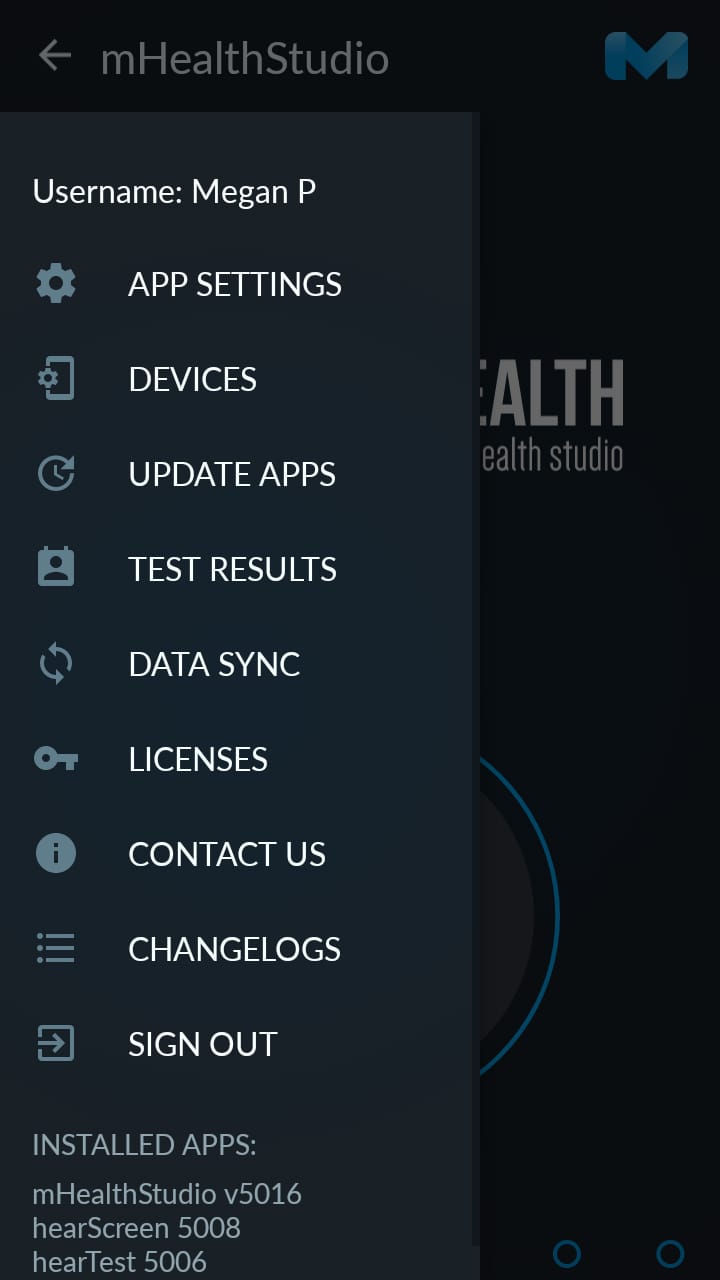 mHealthStudio
Username: Megan P
APP SETTINGS
DEVICES
EALTH
ealth studio
UPDATE APPS
TEST RESULTS
DATA SYNC
LICENSES
CONTACT US
CHANGELOGS
SIGN OUT
INSTALLED APPS:
mHealthStudio v5016
hearScreen 5008
hearTest 5006